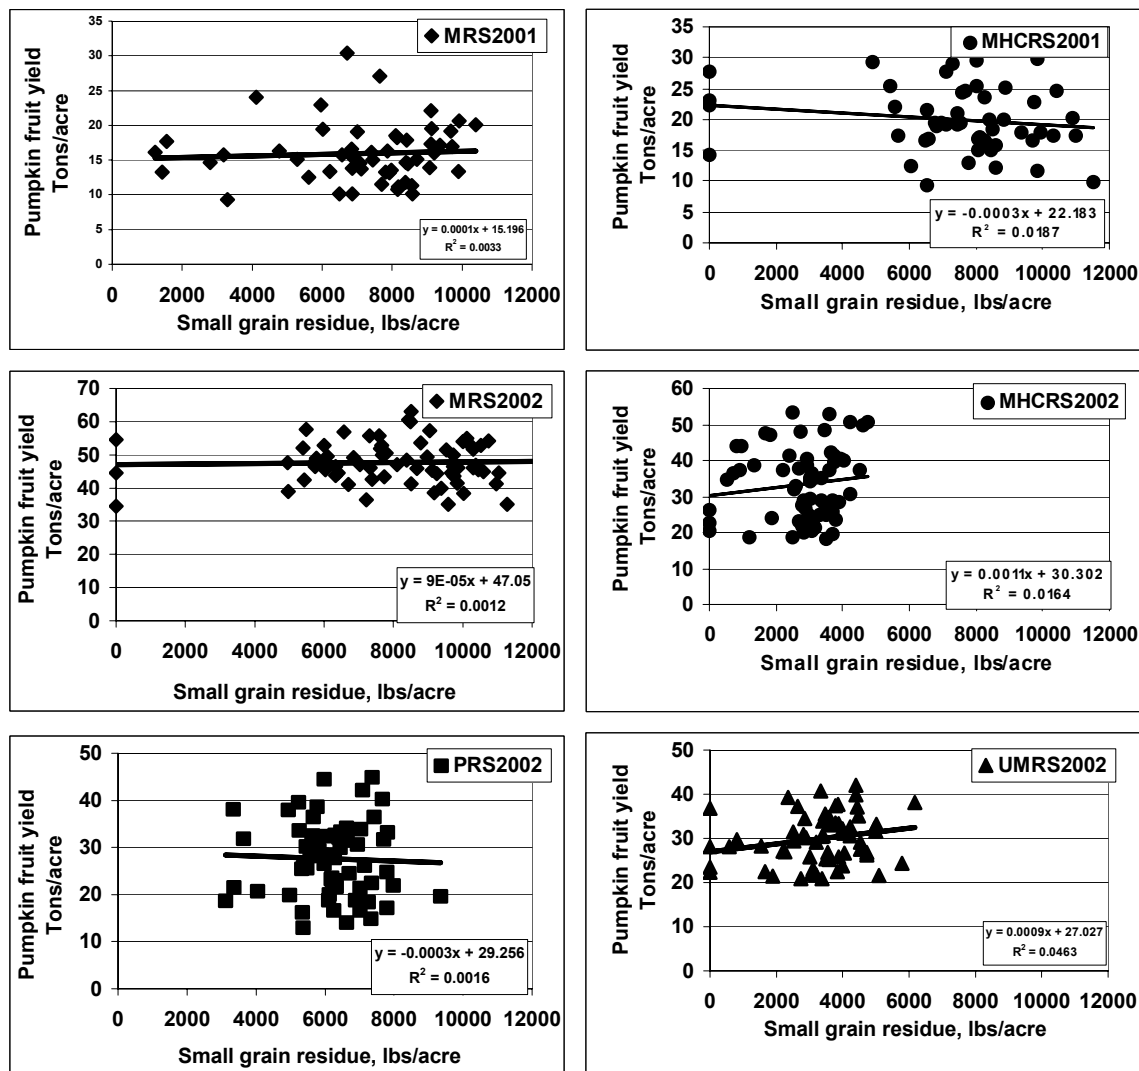 MRS2001
Pumpkin fruit yield
Tons/acre
35
30
25
20
15
10
5
0
y = 0.0001x + 15.196
R² = 0.0033
0 2000 4000 6000 8000 10000 12000
Small grain residue, lbs/acre
MHCRS2001
Pumpkin fruit yield
Tons/acre
35
30
25
20
15
10
5
0
y = -0.0003x + 22.183
R² = 0.0187
0 2000 4000 6000 8000 10000 12000
Small grain residue, lbs/acre
MRS2002
Pumpkin fruit yield
Tons/acre
70
60
50
40
30
20
10
0
y = 9E-05x + 47.05
R² = 0.0012
0 2000 4000 6000 8000 10000 12000
Small grain residue, lbs/acre
MHCRS2002
Pumpkin fruit yield
Tons/acre
60
50
40
30
20
10
0
y = 0.0011x + 30.302
R² = 0.0164
0 2000 4000 6000 8000 10000 12000
Small grain residue, lbs/acre
PRS2002
Pumpkin fruit yield
Tons/acre
50
40
30
20
10
0
y = -0.0003x + 29.256
R² = 0.0016
0 2000 4000 6000 8000 10000 12000
Small grain residue, lbs/acre
UMRS2002
Pumpkin fruit yield
Tons/acre
50
40
30
20
10
0
y = 0.0009x + 27.027
R² = 0.0463
0 2000 4000 6000 8000 10000 12000
Small grain residue, lbs/acre